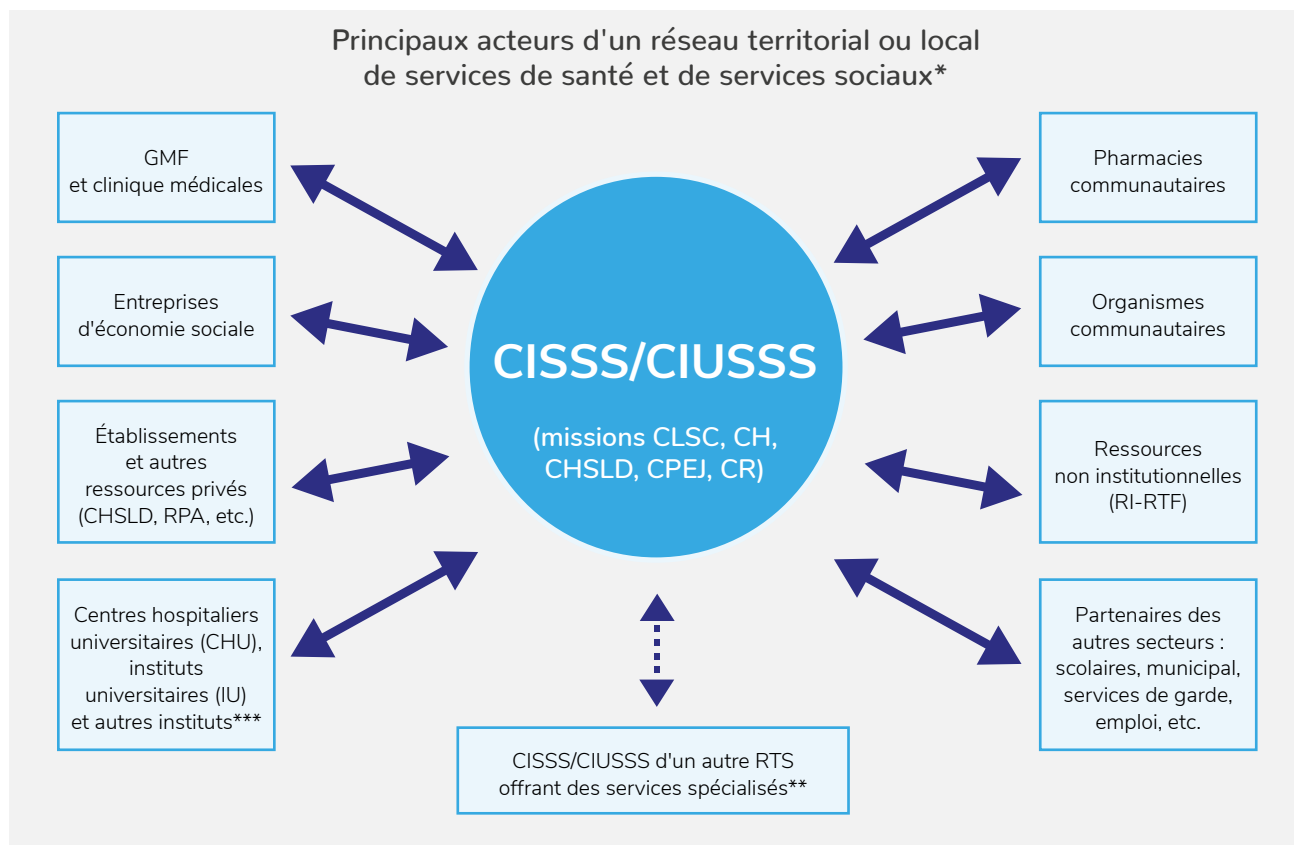 Principaux acteurs d'un réseau territorial ou local
de services de santé et de services sociaux*
GMF
et clinique médicales
Entreprises
d'économie sociale
Établissements
et autres
ressources privés
(CHSLD, RPA, etc.)
Centres hospitaliers
universitaires (CHU),
instituts
universitaires (IU)
et autres instituts***
CISSS/CIUSSS
(missions CLSC, CH,
CHSLD, CPEJ, CR)
CISSS/CIUSSS d'un autre RTS
offrant des services spécialisés**
Pharmacies
communautaires
Organismes
communautaires
Ressources
non institutionnelles
(RI-RTF)
Partenaires des
autres secteurs :
scolaires, municipal,
services de garde,
emploi, etc.